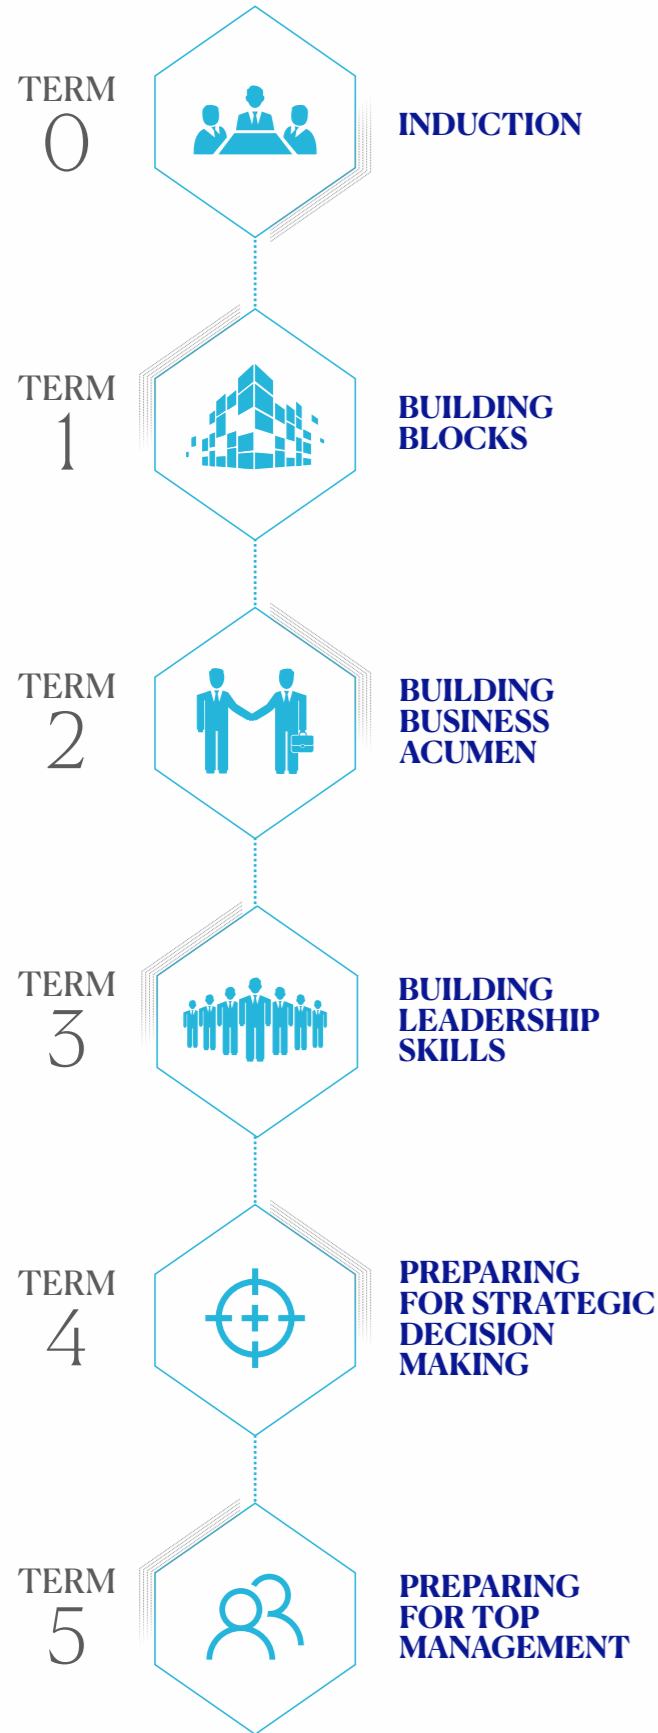 TERM
0
INDUCTION
TERM
1
BUILDING
BLOCKS
TERM
2
BUILDING
BUSINESS
ACUMEN
TERM
3
BUILDING
LEADERSHIP
SKILLS
TERM
4
PREPARING
FOR STRATEGIC
DECISION
MAKING
TERM
5
PREPARING
FOR TOP
MANAGEMENT